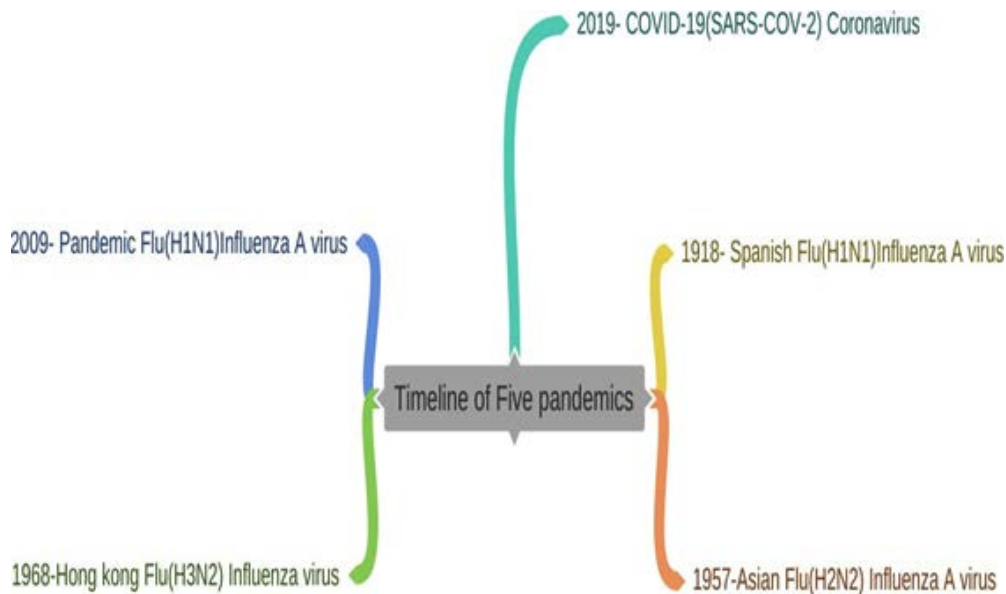 2019- COVID-19(SARS-COV-2) Coronavirus
2009- Pandemic Flu(H1N1)Influenza A virus
1918- Spanish Flu(H1N1)Influenza A virus
Timeline of Five pandemics
1968-Hong kong Flu(H3N2) Influenza virus
1957-Asian Flu(H2N2) Influenza A virus